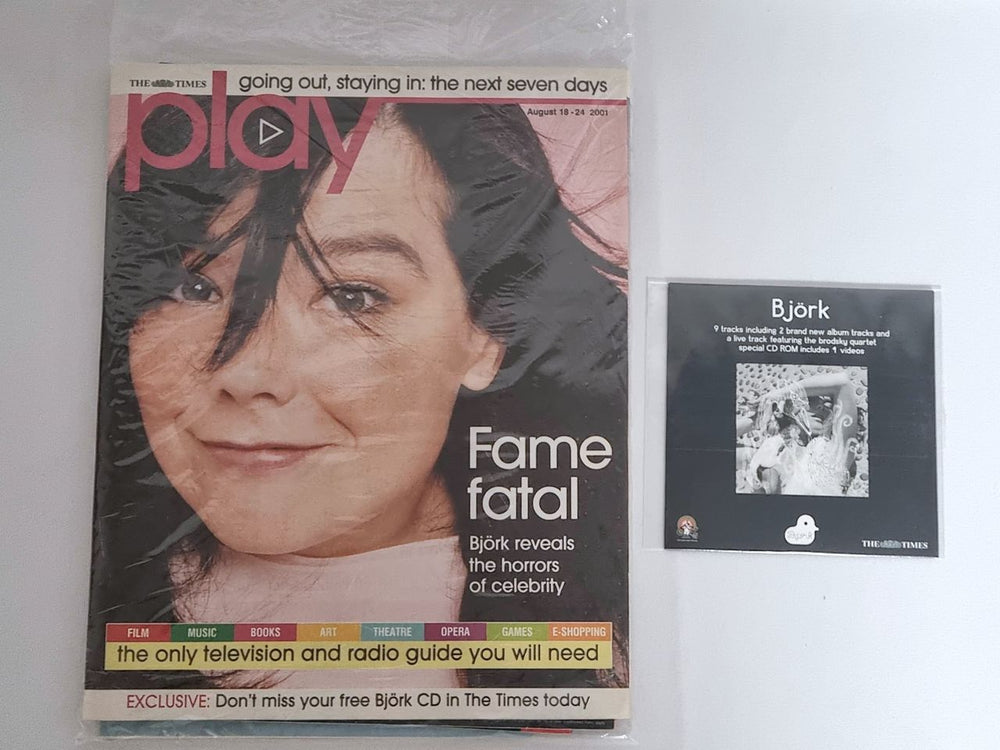 THE TIMES
going out, staying in: the next seven days
play
August 18 - 24 2001
Fame
fatal
Björk reveals
the horrors
of celebrity
FILM MUSIC BOOKS ART THEATRE OPERA GAMES E-SHOPPING
the only television and radio guide you will need
EXCLUSIVE: Don't miss your free Björk CD in The Times today
Björk
9 tracks including 2 brand new album tracks and
a live track featuring the brodsky quartet
special CD ROM includes 4 videos
THE TIMES